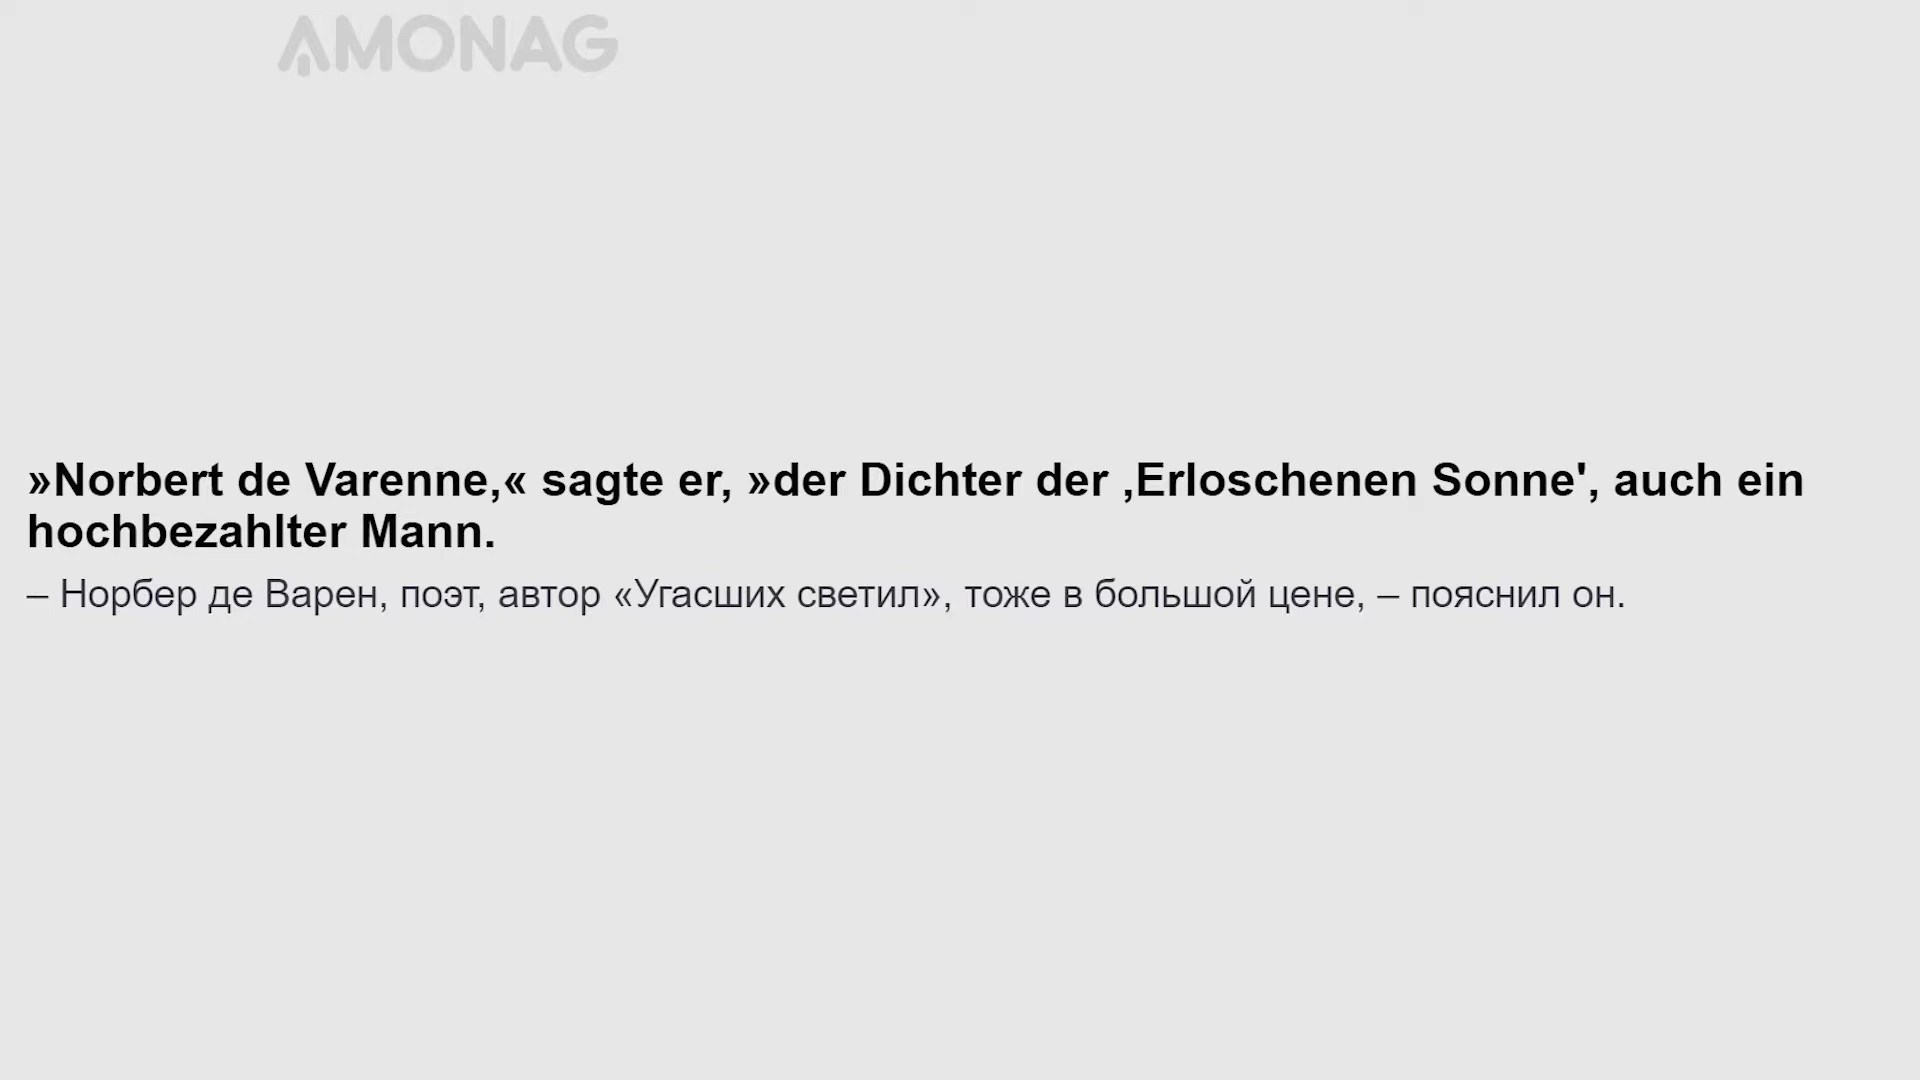 AMONAG
»Norbert de Varenne,« sagte er, »der Dichter der ‚Erloschenen Sonne', auch ein
hochbezahlter Mann.
– Норбер де Варен, поэт, автор «Угасших светил», тоже в большой цене, – пояснил он.